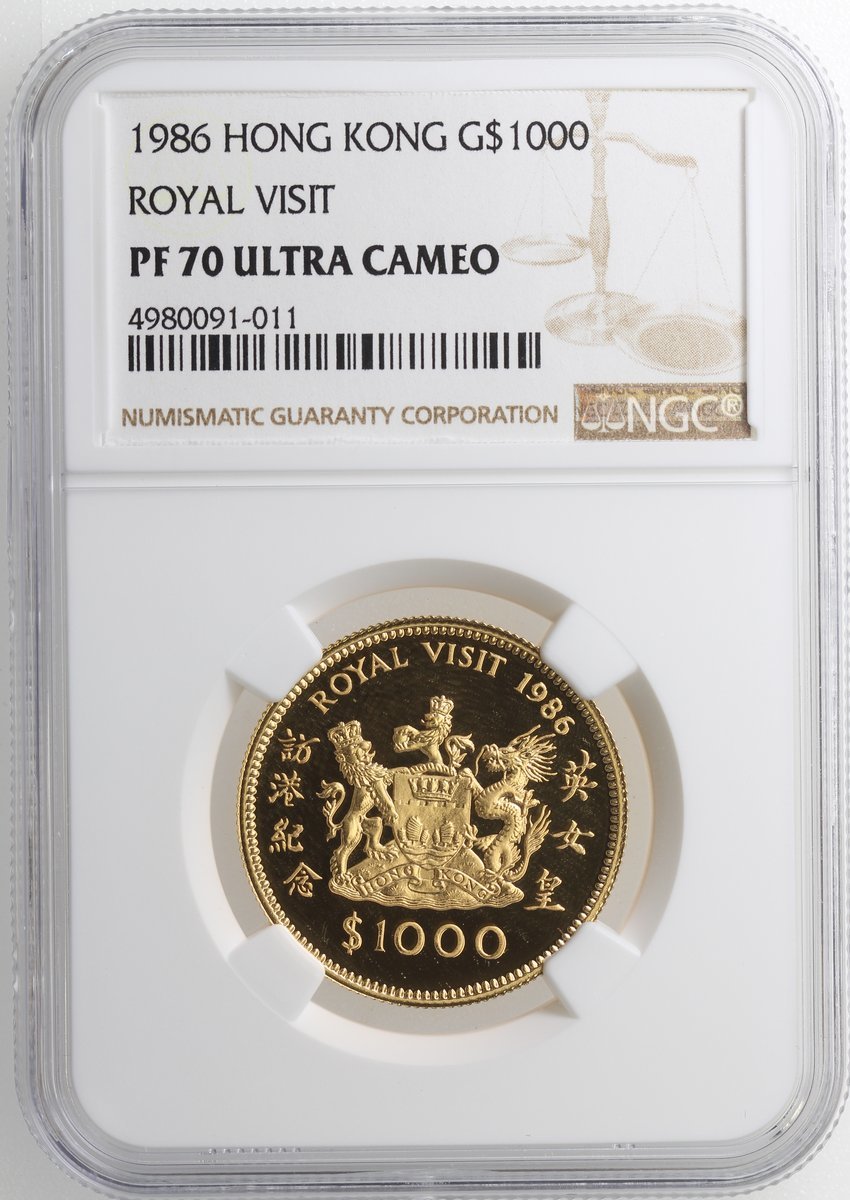 1986 HONG KONG G$1000
ROYAL VISIT
PF 70 ULTRA CAMEO
4980091-011
NUMISMATIC GUARANTY CORPORATION
NGC®
ROYAL VISIT 1986
英女皇
訪港紀念
HONG KONG
$1000